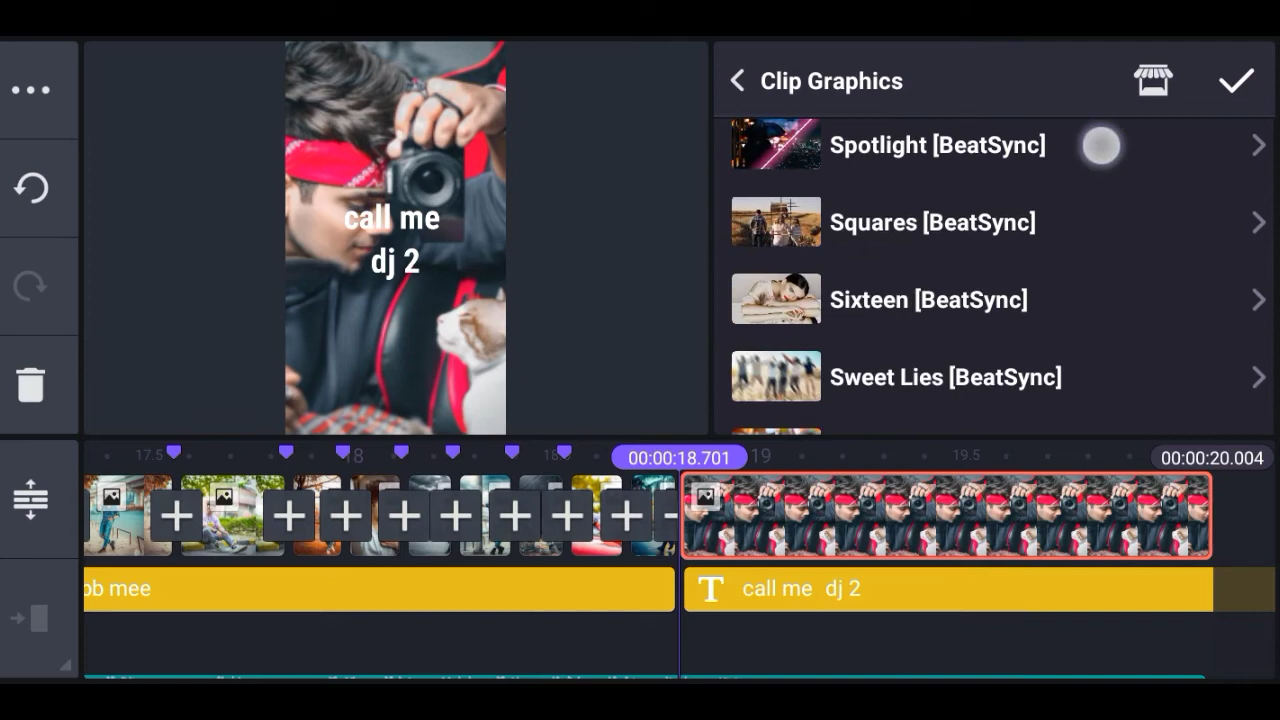 Clip Graphics
Spotlight [BeatSync]
Squares [BeatSync]
Sixteen [BeatSync]
Sweet Lies [BeatSync]
call me
dj 2
17.5
18
18.
00:00:18.701
19
19.5
00:00:20.004
ob mee
T call me dj 2